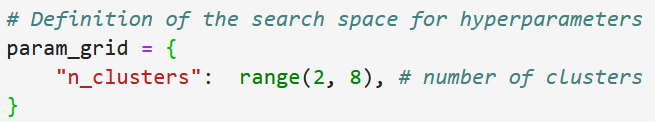 # Definition of the search space for hyperparameters
param_grid = {
    "n_clusters":  range(2, 8), # number of clusters
}